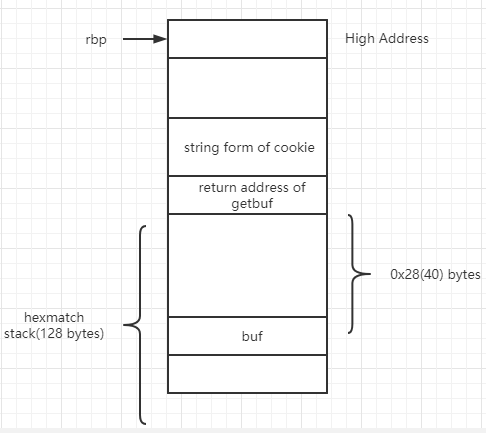 rbp
High Address
string form of cookie
return address of
getbuf
0x28(40) bytes
hexmatch
stack(128 bytes)
buf